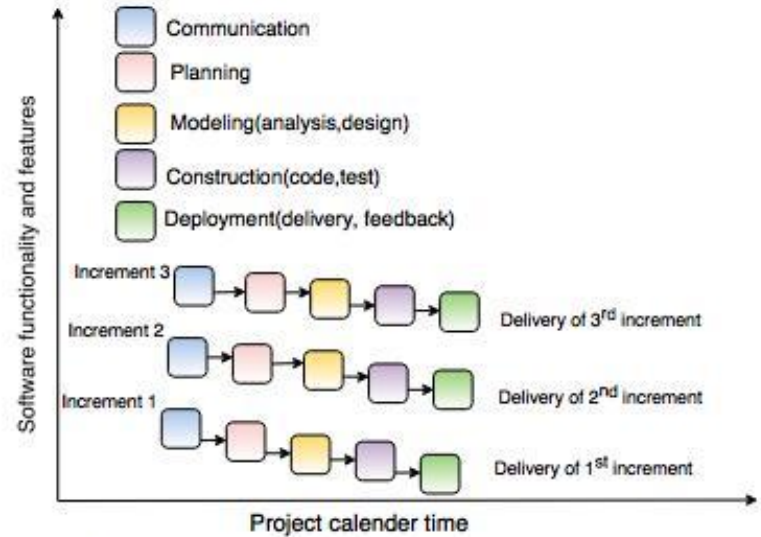 Communication
Planning
Modeling(analysis,design)
Construction(code,test)
Deployment(delivery, feedback)
Software functionality and features
Increment 3
Delivery of 3rd increment
Increment 2
Delivery of 2nd increment
Increment 1
Delivery of 1st increment
Project calender time